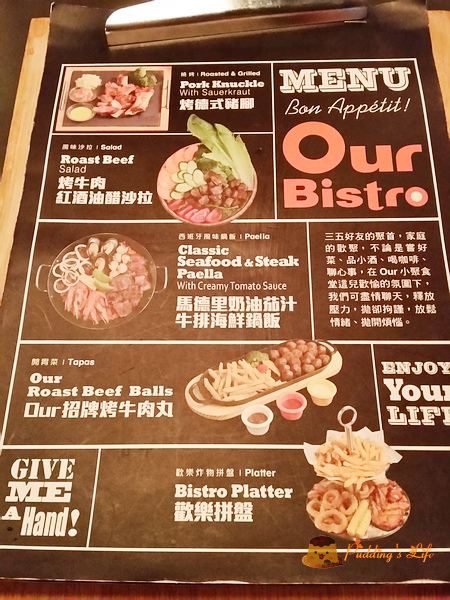 燒烤 | Roasted & Grilled
Pork Knuckle
With Sauerkraut
烤德式豬腳
MENU
Bon Appétit!
Our
Bistro
風味沙拉 | Salad
Roast Beef
Salad
烤牛肉
紅酒油醋沙拉
西班牙風味鍋飯 | Paella
Classic
Seafood & Steak
Paella
With Creamy Tomato Sauce
馬德里奶油茄汁
牛排海鮮鍋飯
三五好友的聚首，家庭
的歡聚，不論是嘗好
菜、品小酒、喝咖啡、
聊心事，在 Our 小聚食
堂這兒歡愉的氛圍下，
我們可盡情聊天，釋放
壓力，拋卻拘謹，放鬆
情緒、拋開煩惱。
開胃菜 | Tapas
Our
Roast Beef Balls
Our招牌烤牛肉丸
ENJOY
Your
LIFE
GIVE
ME
A
Hand!
歡樂炸物拼盤 | Platter
Bistro Platter
歡樂拼盤
Pudding's Life